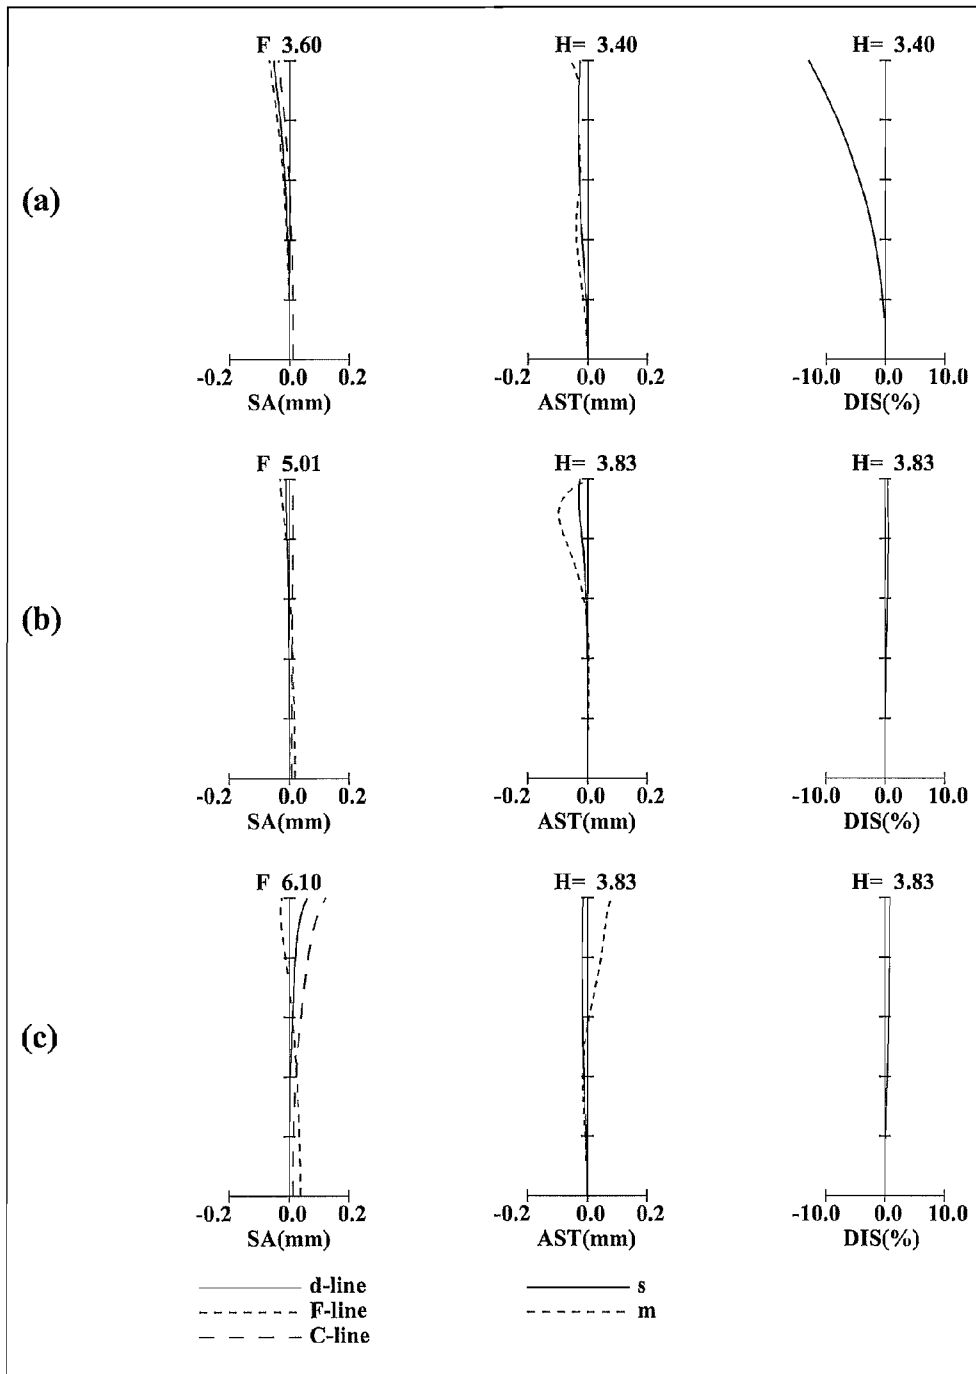 F 3.60 H= 3.40 H= 3.40
(a)
-0.2 0.0 0.2 -0.2 0.0 0.2 -10.0 0.0 10.0
SA(mm) AST(mm) DIS(%)
F 5.01 H= 3.83 H= 3.83
(b)
-0.2 0.0 0.2 -0.2 0.0 0.2 -10.0 0.0 10.0
SA(mm) AST(mm) DIS(%)
F 6.10 H= 3.83 H= 3.83
(c)
-0.2 0.0 0.2 -0.2 0.0 0.2 -10.0 0.0 10.0
SA(mm) AST(mm) DIS(%)
d-line s
F-line m
C-line